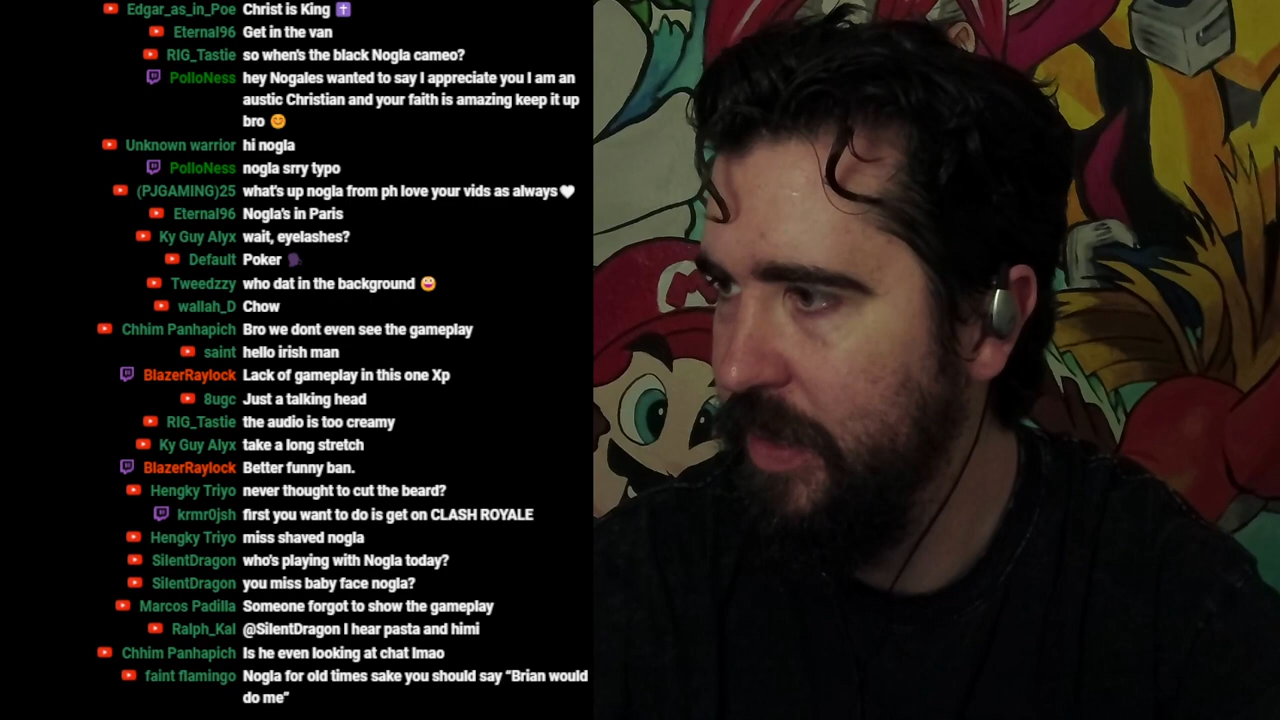 Edgar_as_in_Poe Christ is King ✝️
Eternal96 Get in the van
RIG_Tastie so when's the black Nogla cameo?
PolloNess hey Nogales wanted to say I appreciate you I am an
austic Christian and your faith is amazing keep it up
bro 😊
Unknown warrior hi nogla
PolloNess nogla srry typo
(PJGAMING)25 what's up nogla from ph love your vids as always🤍
Eternal96 Nogla's in Paris
Ky Guy Alyx wait, eyelashes?
Default Poker 🗣️
Tweedzzy who dat in the background 😀
wallah_D Chow
Chhim Panhapich Bro we dont even see the gameplay
saint hello irish man
BlazerRaylock Lack of gameplay in this one Xp
8ugc Just a talking head
RIG_Tastie the audio is too creamy
Ky Guy Alyx take a long stretch
BlazerRaylock Better funny ban.
Hengky Triyo never thought to cut the beard?
krmr0jsh first you want to do is get on CLASH ROYALE
Hengky Triyo miss shaved nogla
SilentDragon who's playing with Nogla today?
SilentDragon you miss baby face nogla?
Marcos Padilla Someone forgot to show the gameplay
Ralph_Kal @SilentDragon I hear pasta and himi
Chhim Panhapich Is he even looking at chat lmao
faint flamingo Nogla for old times sake you should say “Brian would
do me”
M